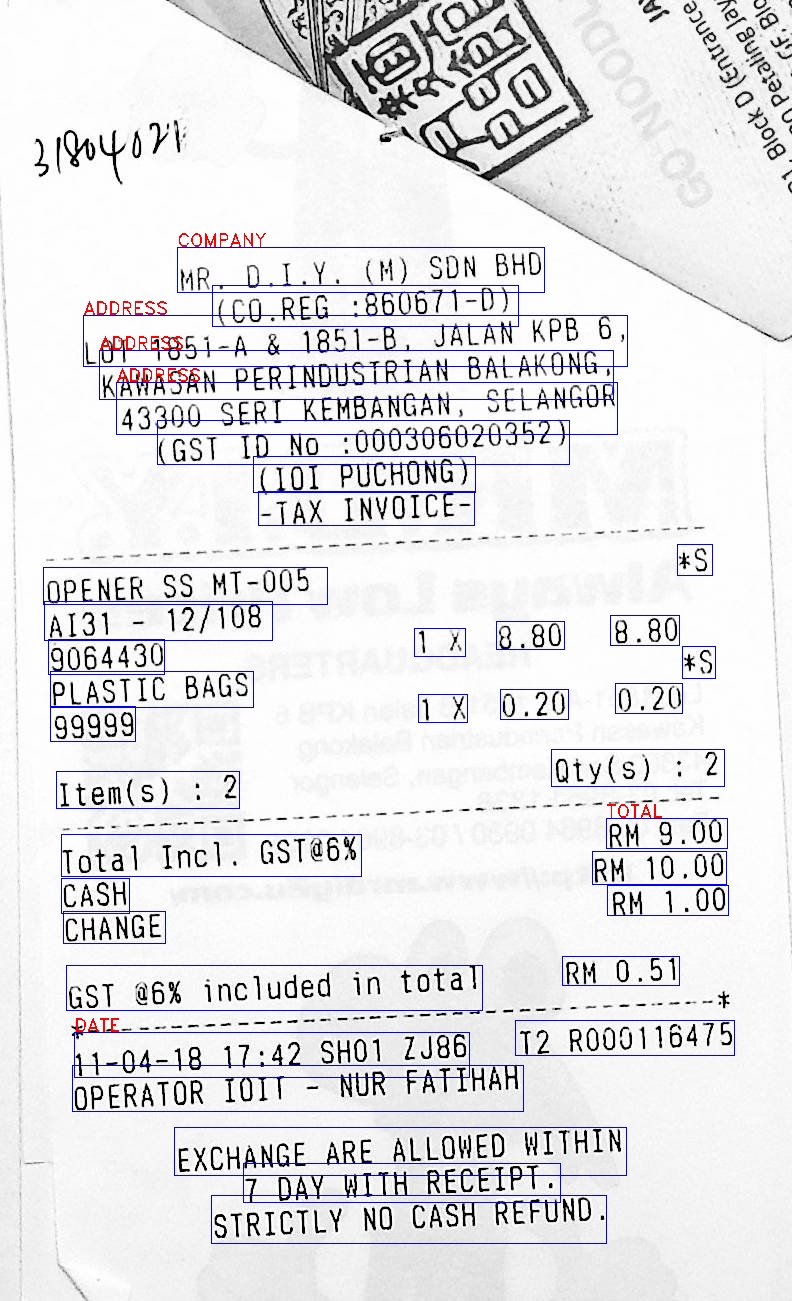 GO NOODL
Block D (Entrance
31804021
COMPANY
MR. D.I.Y. (M) SDN BHD
(CO.REG :860671-D)
ADDRESS
LOT 1851-A & 1851-B, JALAN KPB 6,
ADDRESS
KAWASAN PERINDUSTRIAN BALAKONG,
ADDRESS
43300 SERI KEMBANGAN, SELANGOR
(GST ID No :000306020352)
(IOI PUCHONG)
-TAX INVOICE-
OPENER SS MT-005 *S
AI31 - 12/108
9064430 1 X 8.80 8.80
PLASTIC BAGS *S
99999 1 X 0.20 0.20
Item(s) : 2 Qty(s) : 2
TOTAL
Total Incl. GST@6% RM 9.00
CASH RM 10.00
CHANGE RM 1.00
GST @6% included in total RM 0.51
DATE
11-04-18 17:42 SH01 ZJ86 T2 R000116475
OPERATOR IOIT - NUR FATIHAH
EXCHANGE ARE ALLOWED WITHIN
7 DAY WITH RECEIPT.
STRICTLY NO CASH REFUND.